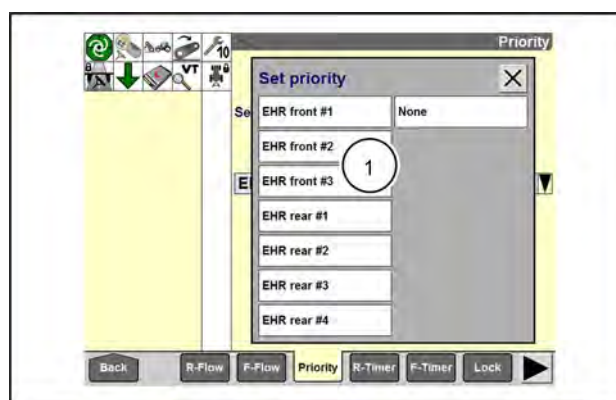 10
Priority
VT
Set priority
Se
EHR front #1
None
EHR front #2
1
E
EHR front #3
EHR rear #1
EHR rear #2
EHR rear #3
EHR rear #4
Back
R-Flow
F-Flow
Priority
R-Timer
F-Timer
Lock